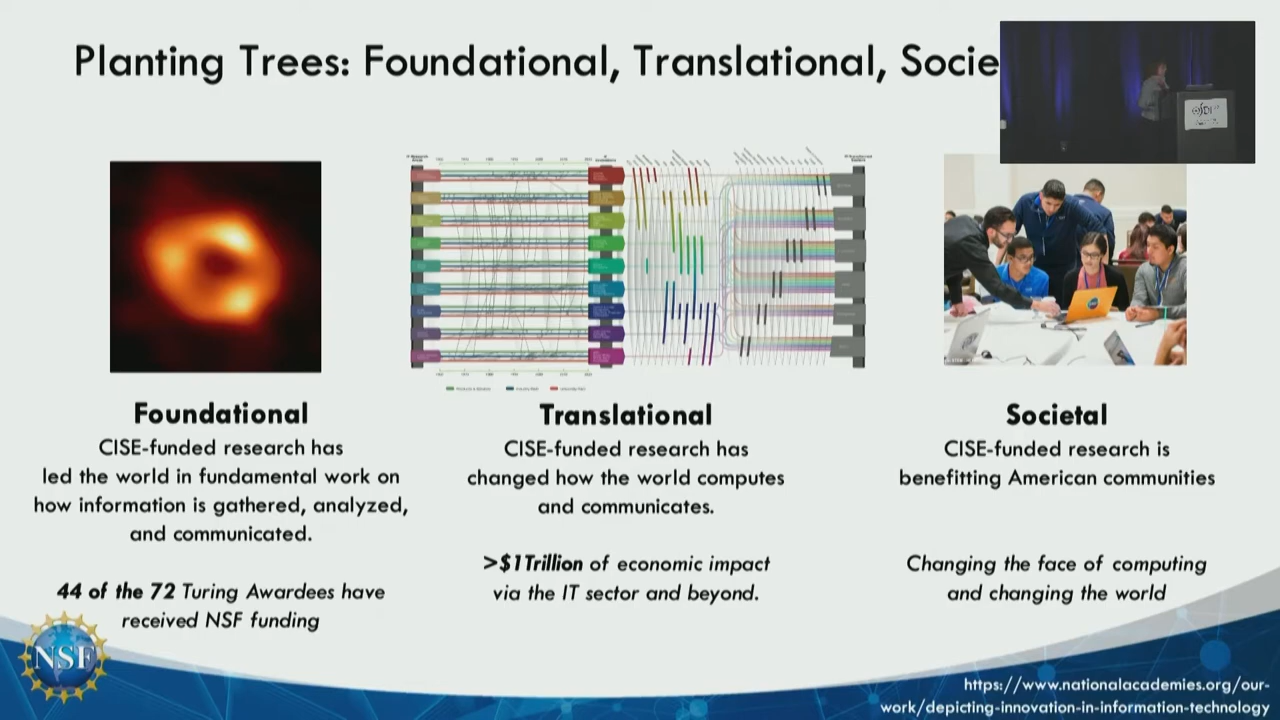 Planting Trees: Foundational, Translational, Socie
Foundational
CISE-funded research has
led the world in fundamental work on
how information is gathered, analyzed,
and communicated.
44 of the 72 Turing Awardees have
received NSF funding
Translational
CISE-funded research has
changed how the world computes
and communicates.
>$1Trillion of economic impact
via the IT sector and beyond.
Societal
CISE-funded research is
benefitting American communities
Changing the face of computing
and changing the world
NSF
https://www.nationalacademies.org/our-
work/depicting-innovation-in-information-technology